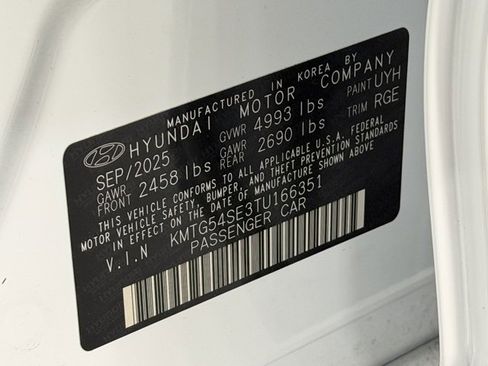 MANUFACTURED IN KOREA BY
HYUNDAI MOTOR COMPANY
SEP/2025 GVWR 4993 lbs PAINT UYH
GAWR FRONT 2458 lbs GAWR REAR 2690 lbs TRIM RGE
THIS VEHICLE CONFORMS TO ALL APPLICABLE U.S.A. FEDERAL
MOTOR VEHICLE SAFETY, BUMPER, AND THEFT PREVENTION STANDARDS
IN EFFECT ON THE DATE OF MANUFACTURE SHOWN ABOVE.
V.I.N KMTG54SE3TU166351
PASSENGER CAR